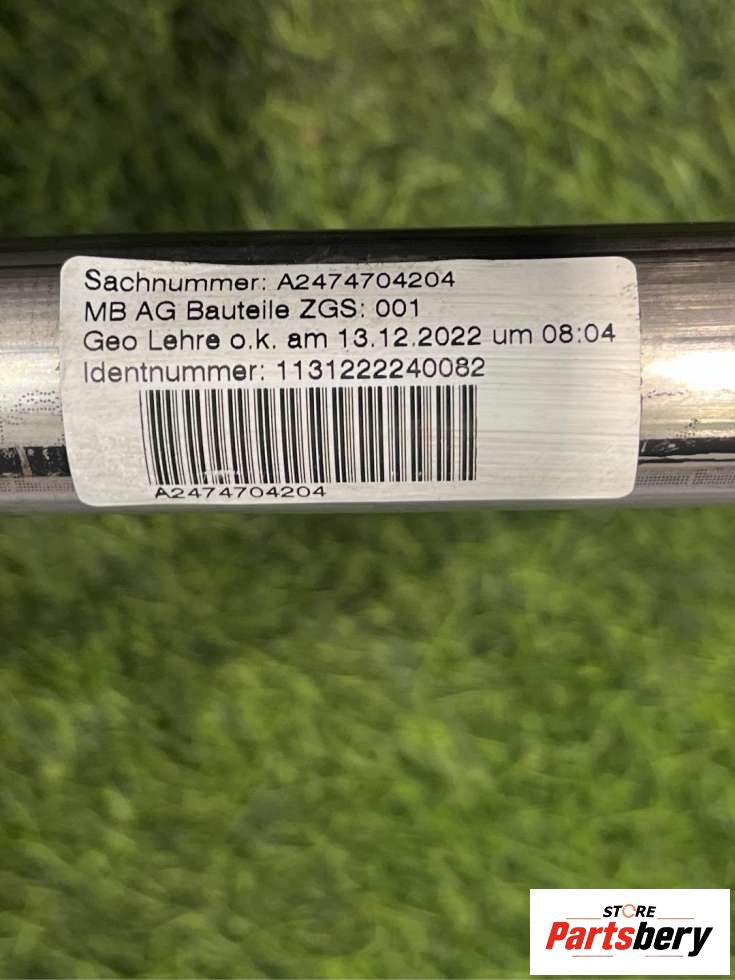 Sachnummer: A2474704204
MB AG Bauteile ZGS: 001
Geo Lehre o.k. am 13.12.2022 um 08:04
Identnummer: 1131222240082
A2474704204
STORE
Partsbery